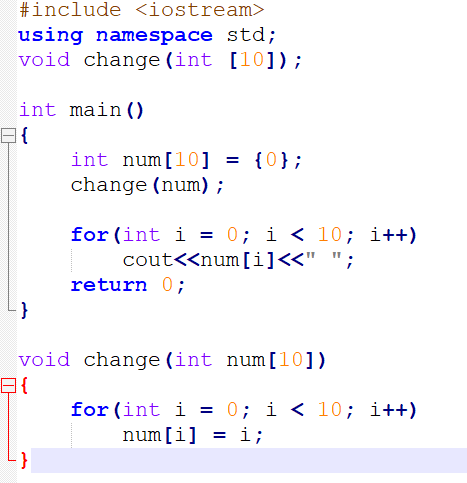 #include <iostream>
using namespace std;
void change(int [10]);
int main()
{
    int num[10] = {0};
    change(num);
    for(int i = 0; i < 10; i++)
        cout<<num[i]<<" ";
    return 0;
}
void change(int num[10])
{
    for(int i = 0; i < 10; i++)
        num[i] = i;
}